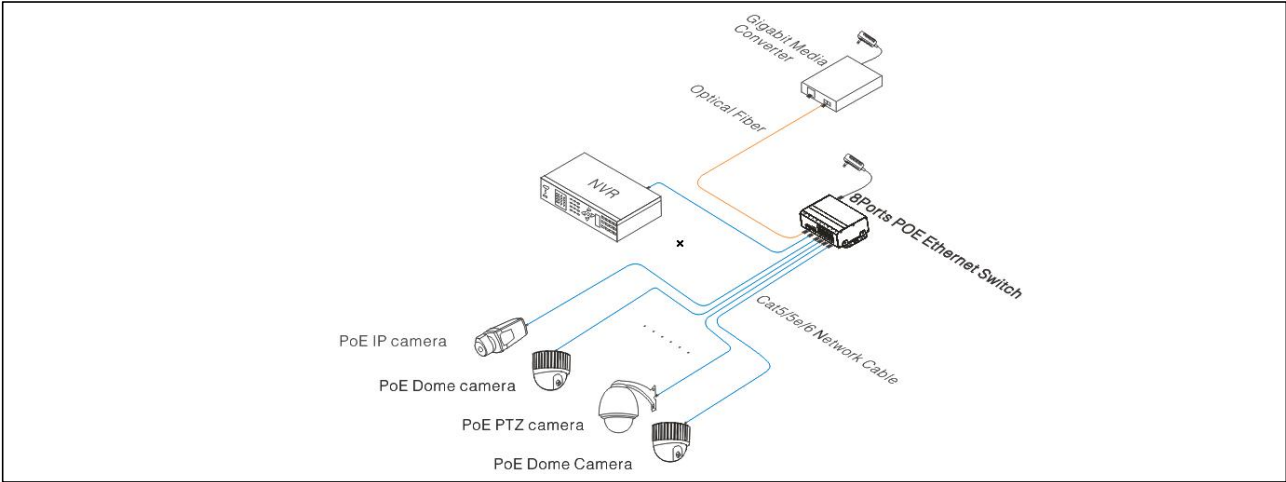 Gigabit Media
Converter
Optical Fiber
NVR
8Ports POE Ethernet Switch
Cat5/5e/6 Network Cable
PoE IP camera
PoE Dome camera
PoE PTZ camera
PoE Dome Camera